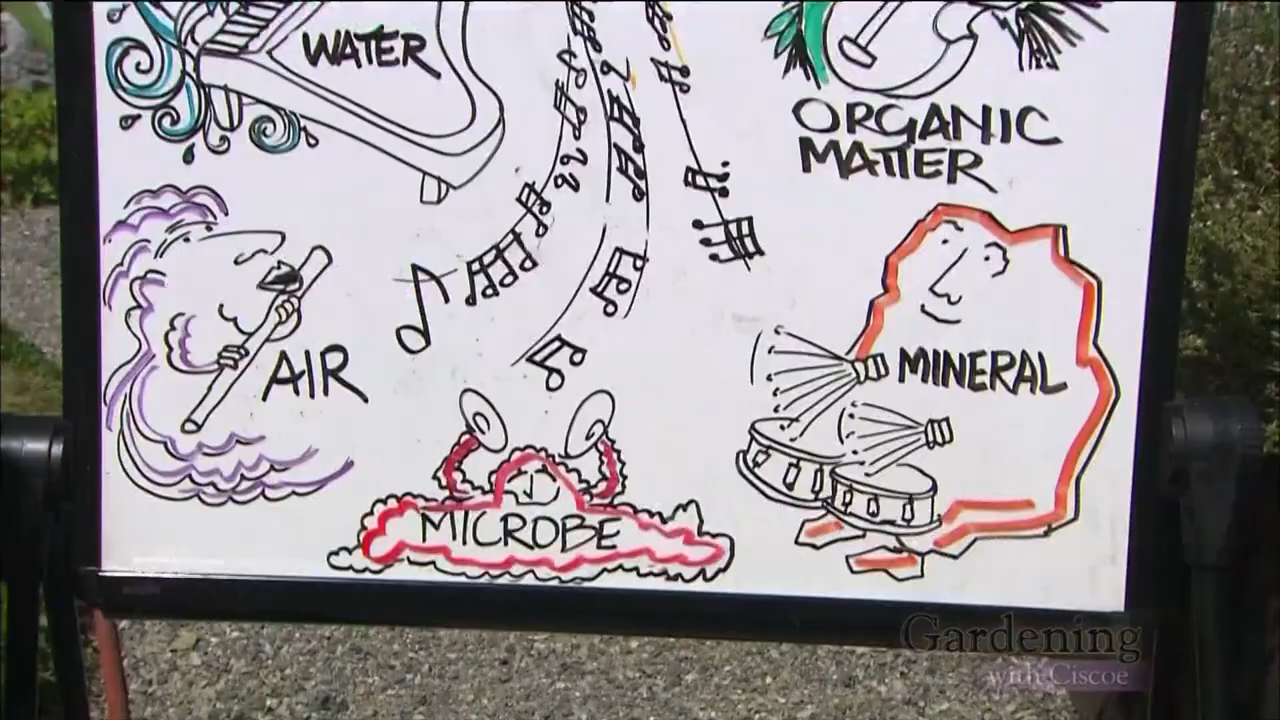 WATER
ORGANIC
MATTER
AIR
MINERAL
MICROBE
Gardening
with Ciscoe